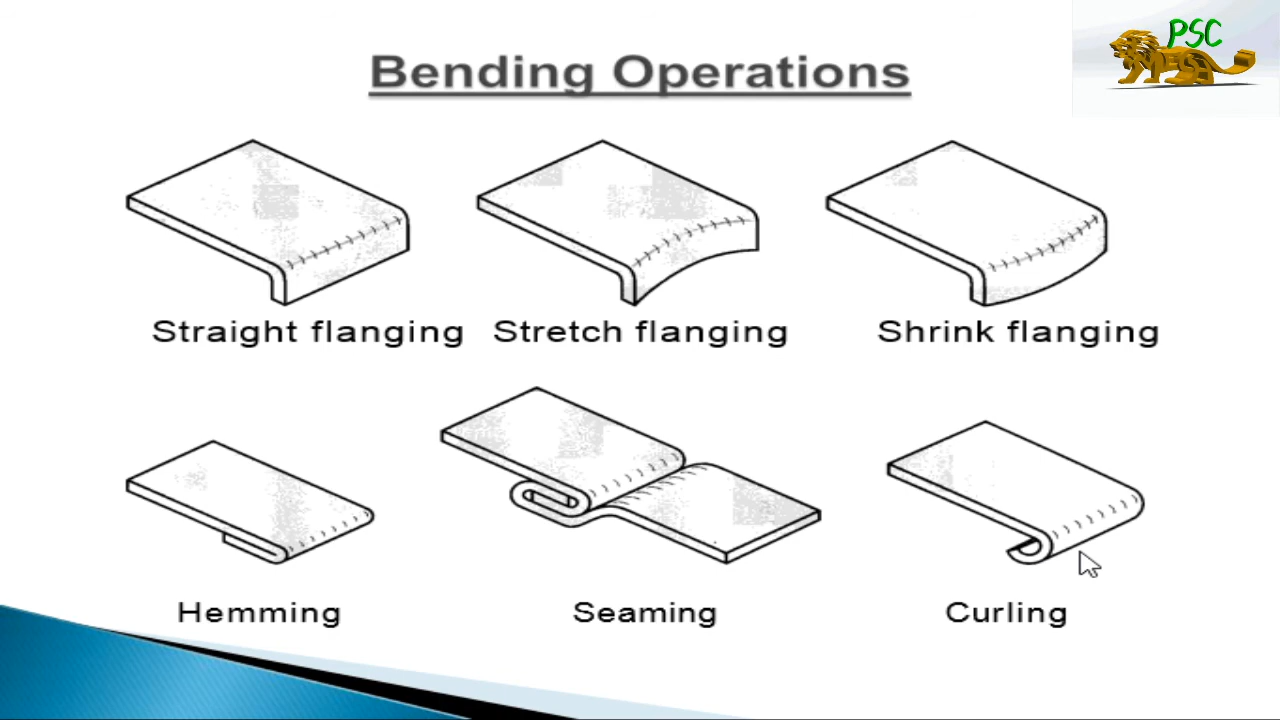 Bending Operations
PSC
Straight flanging
Stretch flanging
Shrink flanging
Hemming
Seaming
Curling